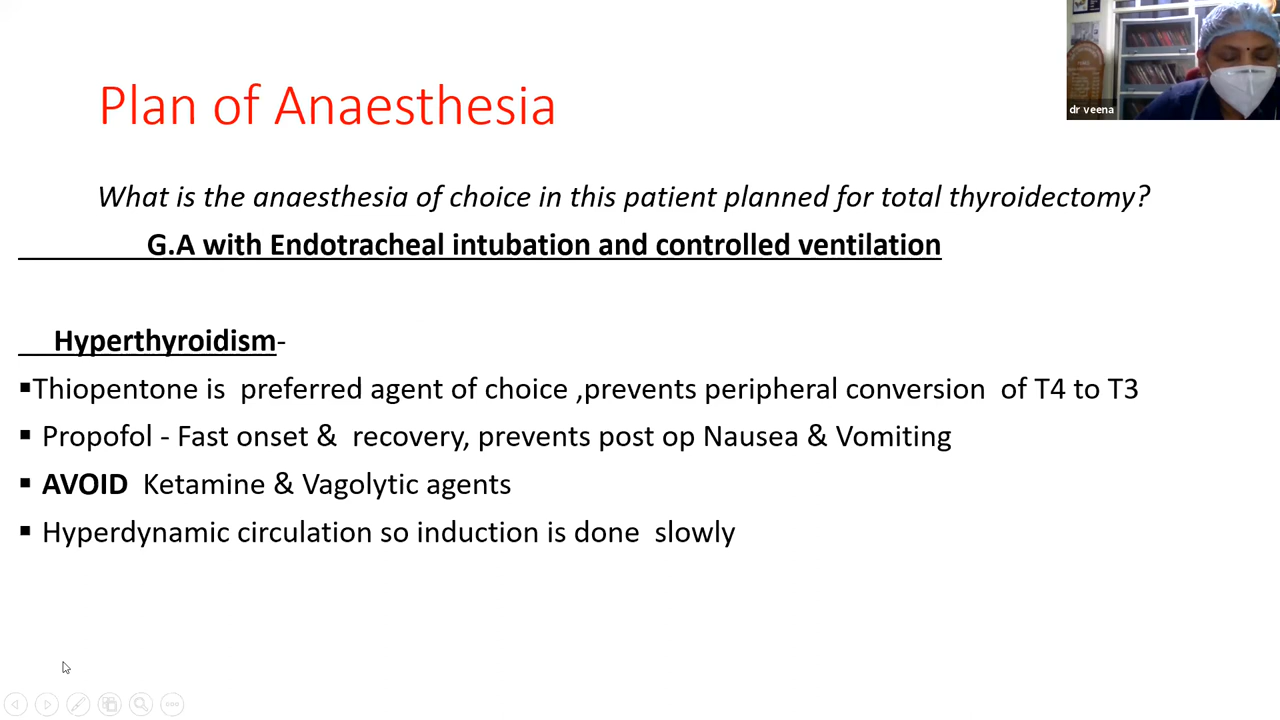 Plan of Anaesthesia
dr veena
What is the anaesthesia of choice in this patient planned for total thyroidectomy?
G.A with Endotracheal intubation and controlled ventilation
Hyperthyroidism-
▪Thiopentone is preferred agent of choice ,prevents peripheral conversion of T4 to T3
▪ Propofol - Fast onset & recovery, prevents post op Nausea & Vomiting
▪ AVOID Ketamine & Vagolytic agents
▪ Hyperdynamic circulation so induction is done slowly